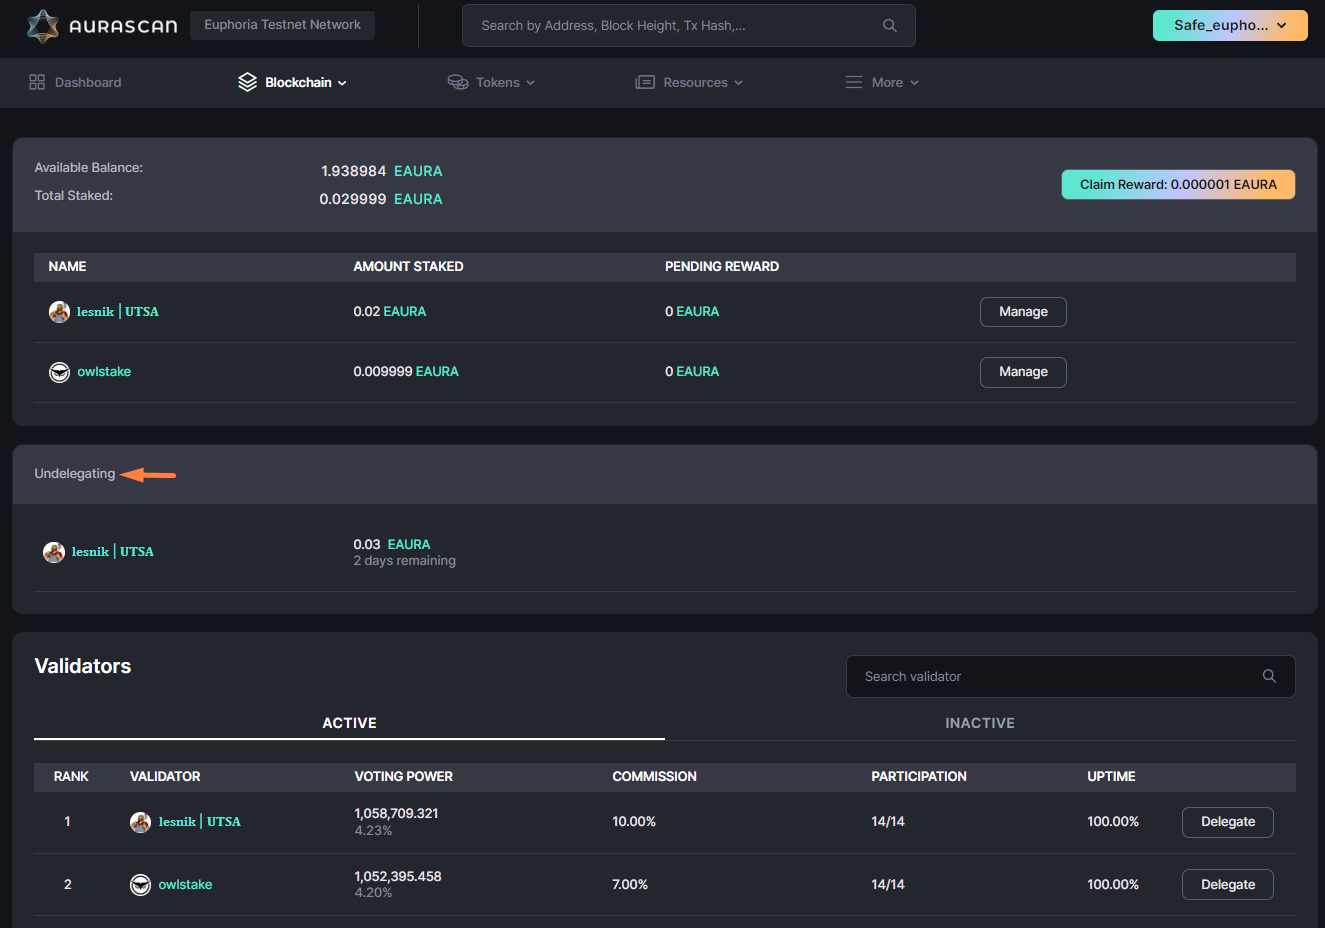 AURASCAN Euphoria Testnet Network Search by Address, Block Height, Tx Hash,... Safe_eupho...
Dashboard Blockchain Tokens Resources More
Available Balance: 1.938984 EAURA
Total Staked: 0.029999 EAURA
Claim Reward: 0.000001 EAURA
NAME AMOUNT STAKED PENDING REWARD
lesnik | UTSA 0.02 EAURA 0 EAURA Manage
owlstake 0.009999 EAURA 0 EAURA Manage
Undelegating
lesnik | UTSA 0.03 EAURA
2 days remaining
Validators Search validator
ACTIVE INACTIVE
RANK VALIDATOR VOTING POWER COMMISSION PARTICIPATION UPTIME
1 lesnik | UTSA 1,058,709.321 10.00% 14/14 100.00% Delegate
4.23%
2 owlstake 1,052,395.458 7.00% 14/14 100.00% Delegate
4.20%